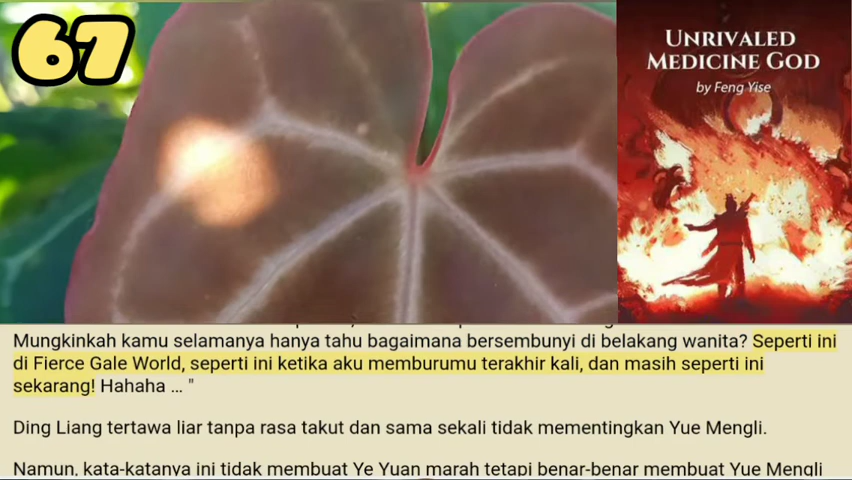 67
UNRIVALED
MEDICINE GOD
by Feng Yise
Mungkinkah kamu selamanya hanya tahu bagaimana bersembunyi di belakang wanita? Seperti ini
di Fierce Gale World, seperti ini ketika aku memburumu terakhir kali, dan masih seperti ini
sekarang! Hahaha ... "
Ding Liang tertawa liar tanpa rasa takut dan sama sekali tidak mementingkan Yue Mengli.
Namun, kata-katanya ini tidak membuat Ye Yuan marah tetapi benar-benar membuat Yue Mengli